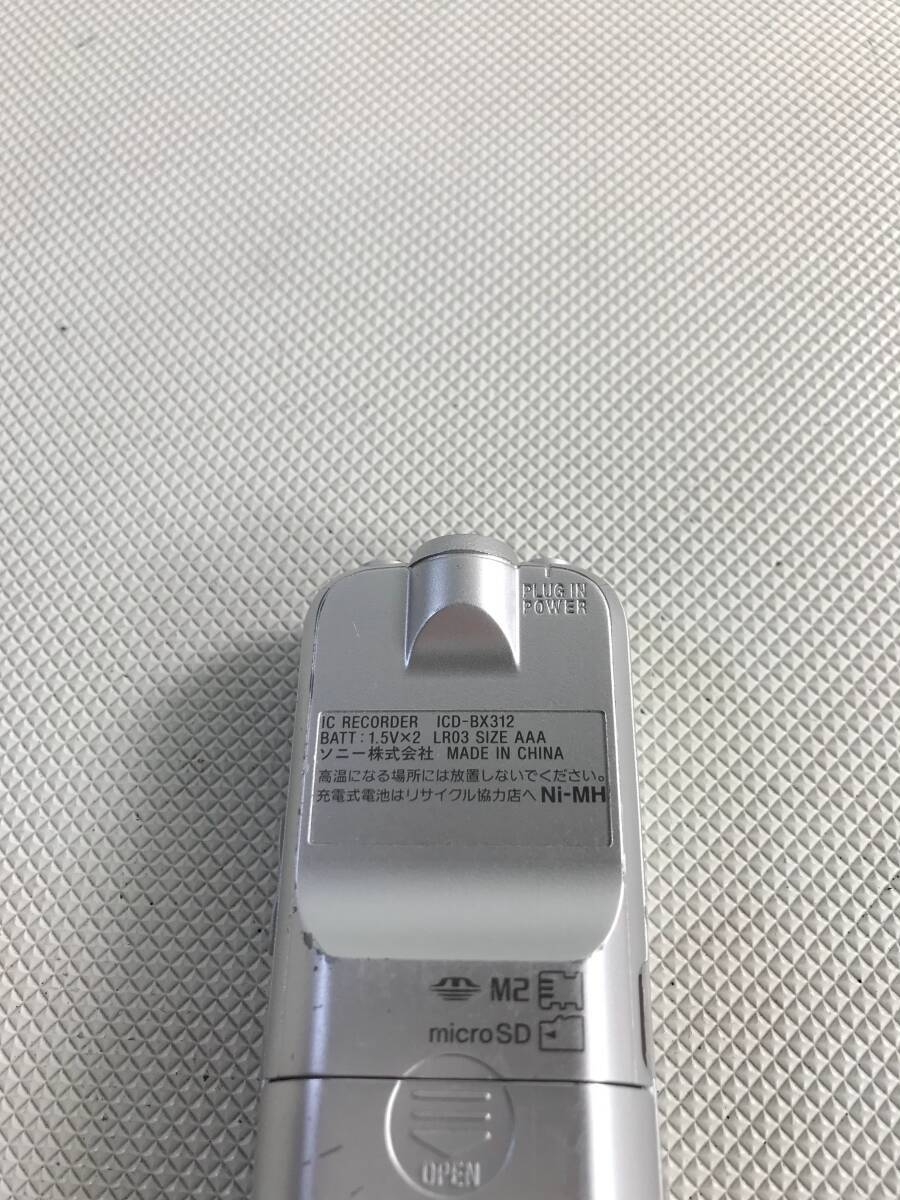 PLUG IN
POWER
IC RECORDER ICD-BX312
BATT : 1.5V×2 LR03 SIZE AAA
ソニー株式会社 MADE IN CHINA
高温になる場所には放置しないでください。
充電式電池はリサイクル協力店へ Ni-MH
M2
microSD
OPEN